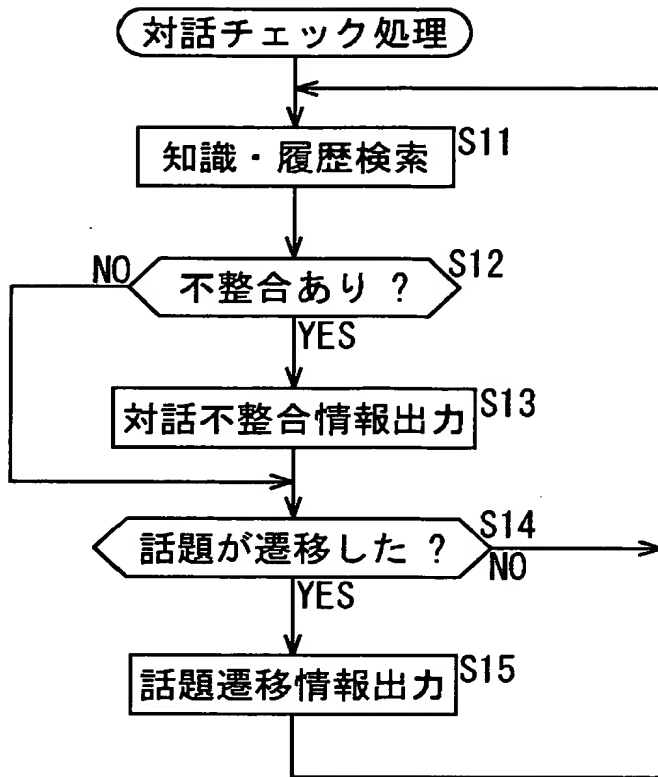 対話チェック処理
知識・履歴検索
S11
不整合あり ?
S12
NO
YES
対話不整合情報出力
S13
話題が遷移した ?
S14
NO
YES
話題遷移情報出力
S15